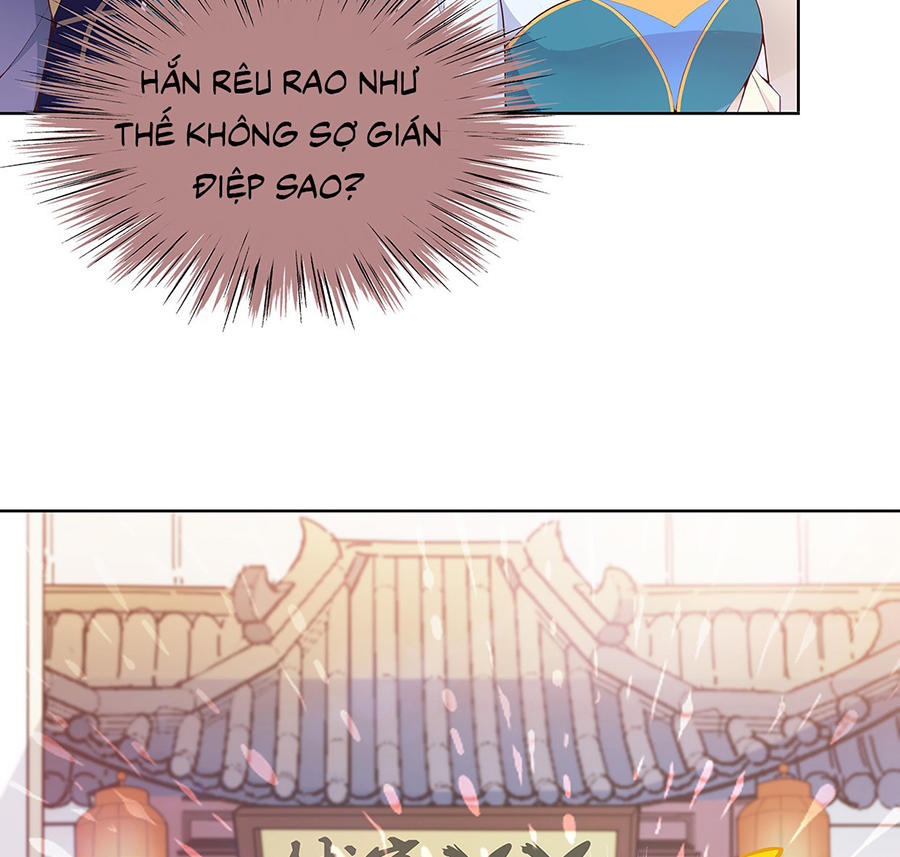 HẮN RÊU RAO NHƯ
THẾ KHÔNG SỢ GIÁN
ĐIỆP SAO?